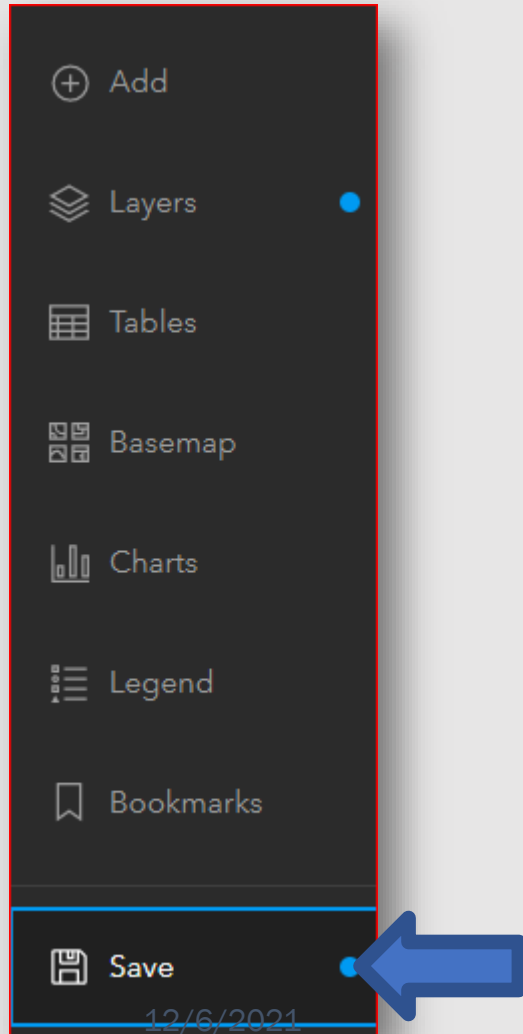 Add
Layers
Tables
Basemap
Charts
Legend
Bookmarks
Save
12/6/2021